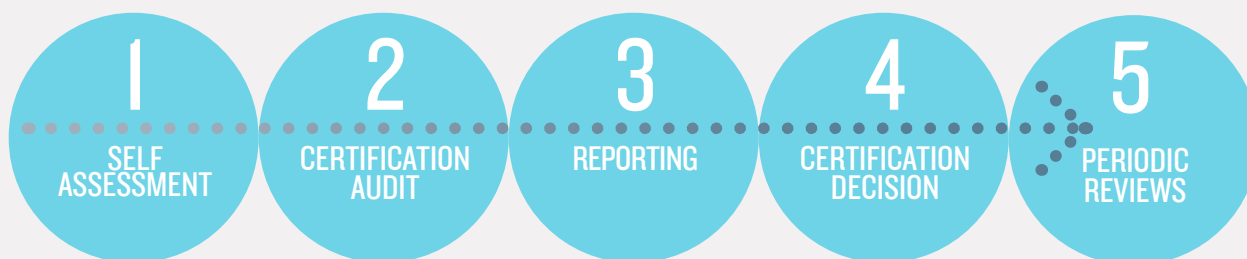 1
SELF
ASSESSMENT
2
CERTIFICATION
AUDIT
3
REPORTING
4
CERTIFICATION
DECISION
5
PERIODIC
REVIEWS